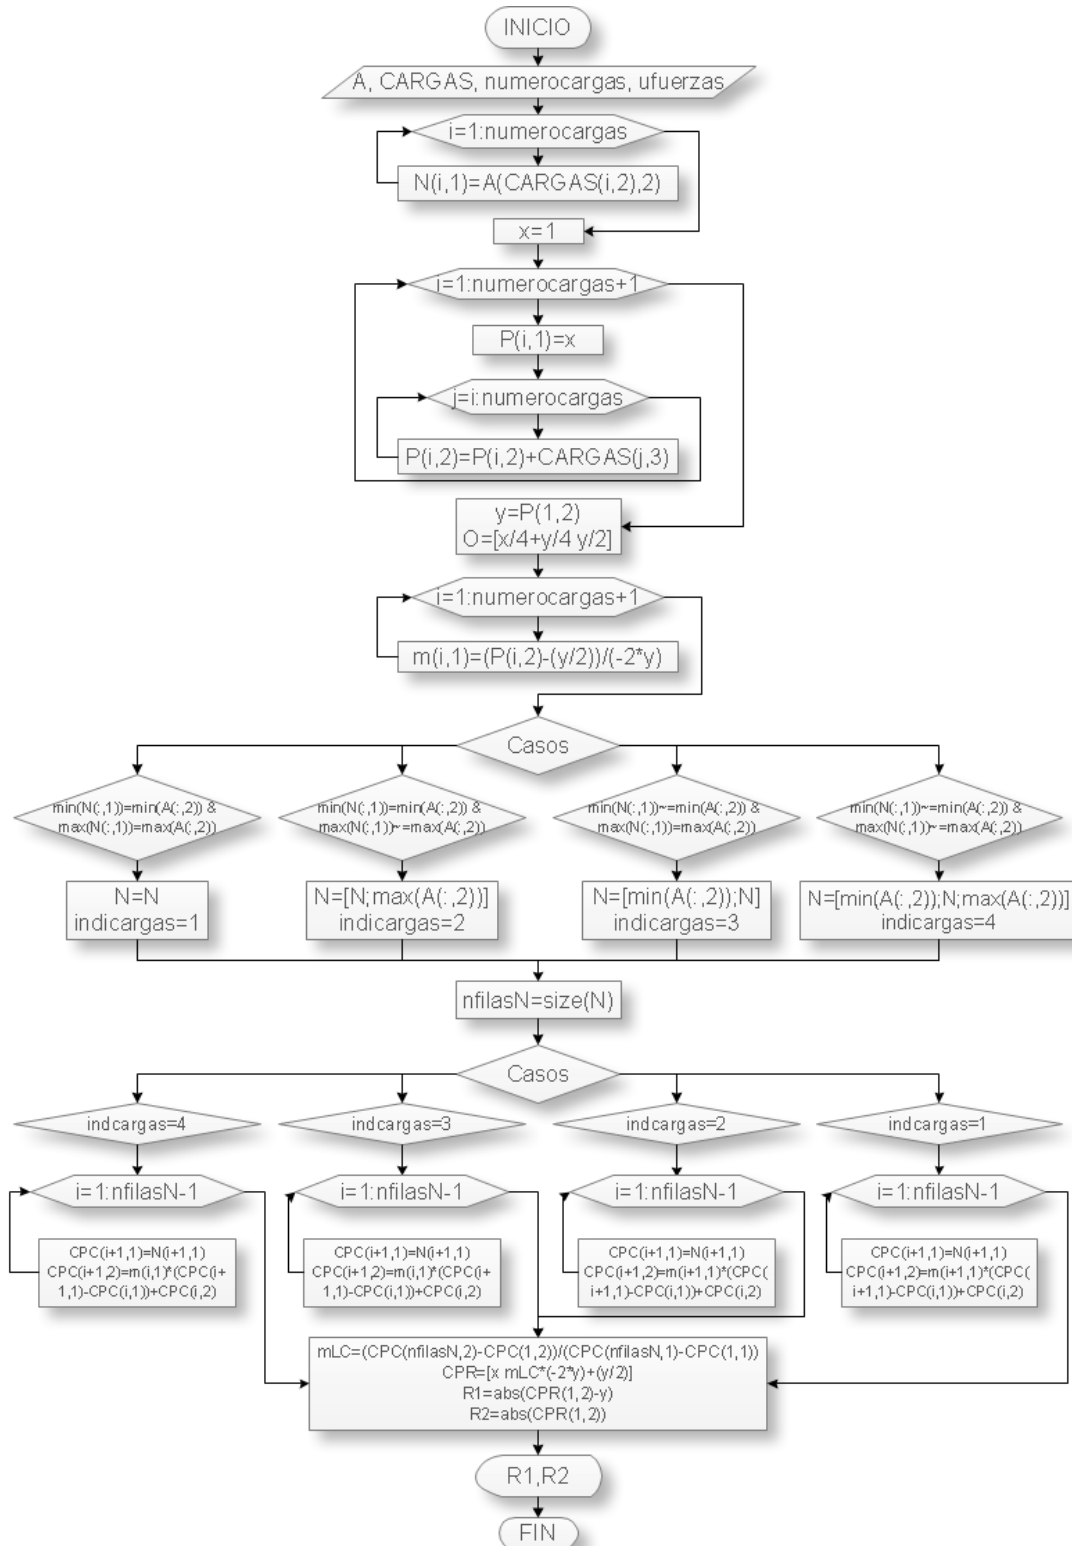 INICIO
A, CARGAS, numerocargas, ufuerzas
i=1:numerocargas
N(i,1)=A(CARGAS(i,2),2)
x=1
i=1:numerocargas+1
P(i,1)=x
j=i:numerocargas
P(i,2)=P(i,2)+CARGAS(j,3)
y=P(1,2)
O=[x/4+y/4 y/2]
i=1:numerocargas+1
m(i,1)=(P(i,2)-(y/2))/(-2*y)
Casos
min(N(:,1))=min(A(:,2)) &
max(N(:,1))=max(A(:,2))
min(N(:,1))=min(A(:,2)) &
max(N(:,1))~=max(A(:,2))
min(N(:,1))~=min(A(:,2)) &
max(N(:,1))=max(A(:,2))
min(N(:,1))~=min(A(:,2)) &
max(N(:,1))~=max(A(:,2))
N=N
indicargas=1
N=[N;max(A(:,2))]
indicargas=2
N=[min(A(:,2));N]
indicargas=3
N=[min(A(:,2));N;max(A(:,2))]
indicargas=4
nfilasN=size(N)
Casos
indcargas=4
indcargas=3
indcargas=2
indcargas=1
i=1:nfilasN-1
i=1:nfilasN-1
i=1:nfilasN-1
i=1:nfilasN-1
CPC(i+1,1)=N(i+1,1)
CPC(i+1,2)=m(i,1)*(CPC(i+
1,1)-CPC(i,1))+CPC(i,2)
CPC(i+1,1)=N(i+1,1)
CPC(i+1,2)=m(i,1)*(CPC(i+
1,1)-CPC(i,1))+CPC(i,2)
CPC(i+1,1)=N(i+1,1)
CPC(i+1,2)=m(i+1,1)*(CPC(
i+1,1)-CPC(i,1))+CPC(i,2)
CPC(i+1,1)=N(i+1,1)
CPC(i+1,2)=m(i+1,1)*(CPC(
i+1,1)-CPC(i,1))+CPC(i,2)
mLC=(CPC(nfilasN,2)-CPC(1,2))/(CPC(nfilasN,1)-CPC(1,1))
CPR=[x mLC*(-2*y)+(y/2)]
R1=abs(CPR(1,2)-y)
R2=abs(CPR(1,2))
R1,R2
FIN